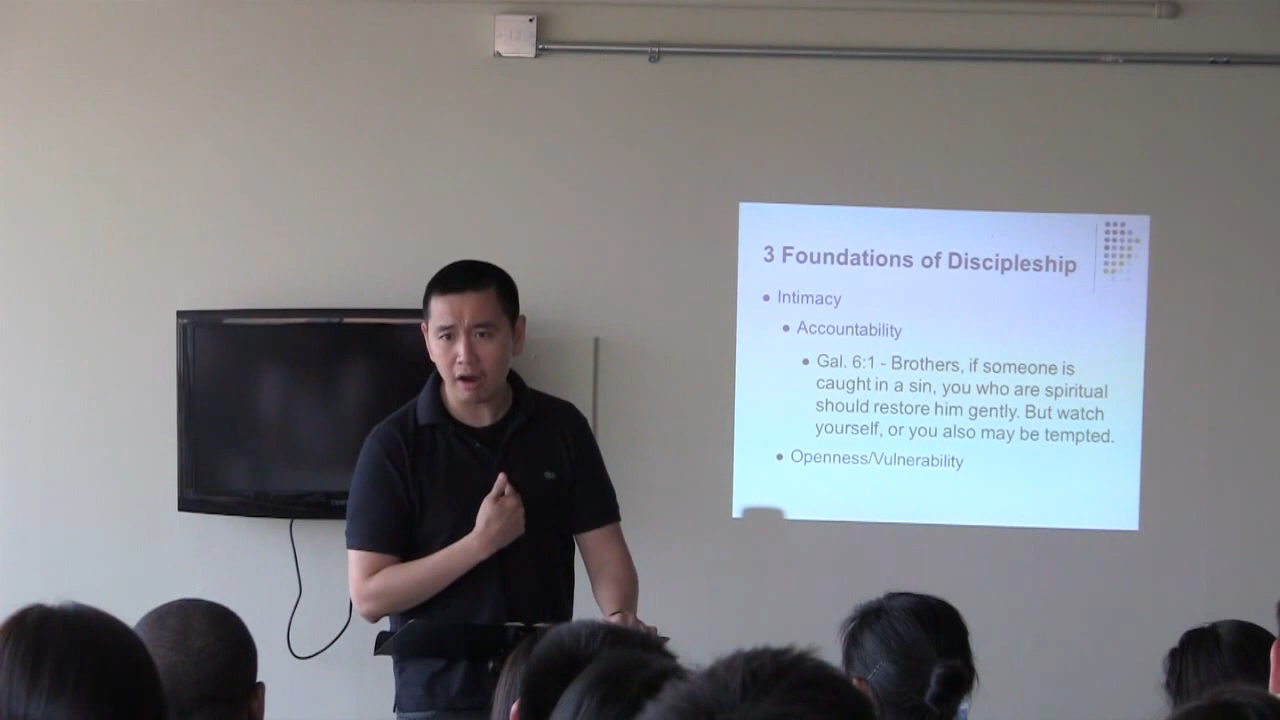 3 Foundations of Discipleship
• Intimacy
• Accountability
• Gal. 6:1 - Brothers, if someone is
caught in a sin, you who are spiritual
should restore him gently. But watch
yourself, or you also may be tempted.
• Openness/Vulnerability